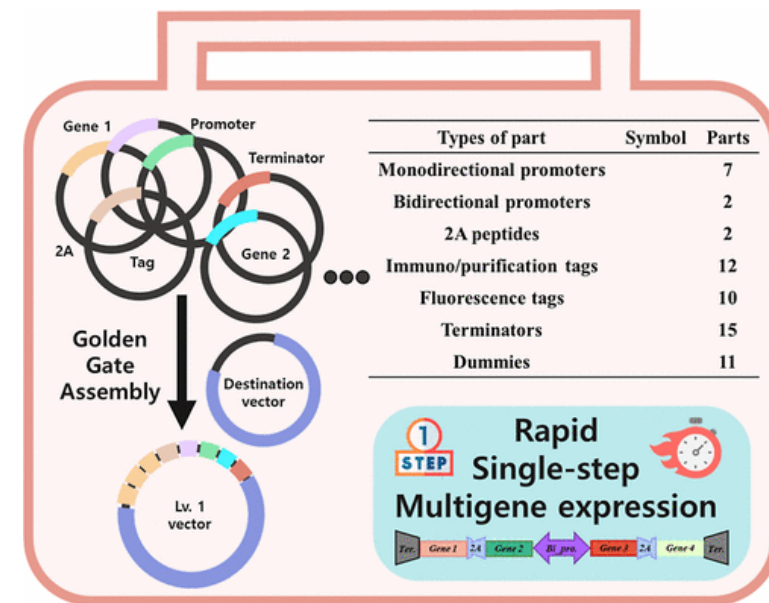 Gene 1
Promoter
Terminator
2A
Tag
Gene 2
Golden
Gate
Assembly
Destination
vector
Lv. 1
vector
Types of part Symbol Parts
Monodirectional promoters 7
Bidirectional promoters 2
2A peptides 2
Immuno/purification tags 12
Fluorescence tags 10
Terminators 15
Dummies 11
1
STEP
Rapid
Single-step
Multigene expression
Ter. Gene 1 2A Gene 2 Bi_pro. Gene 3 2A Gene 4 Ter.